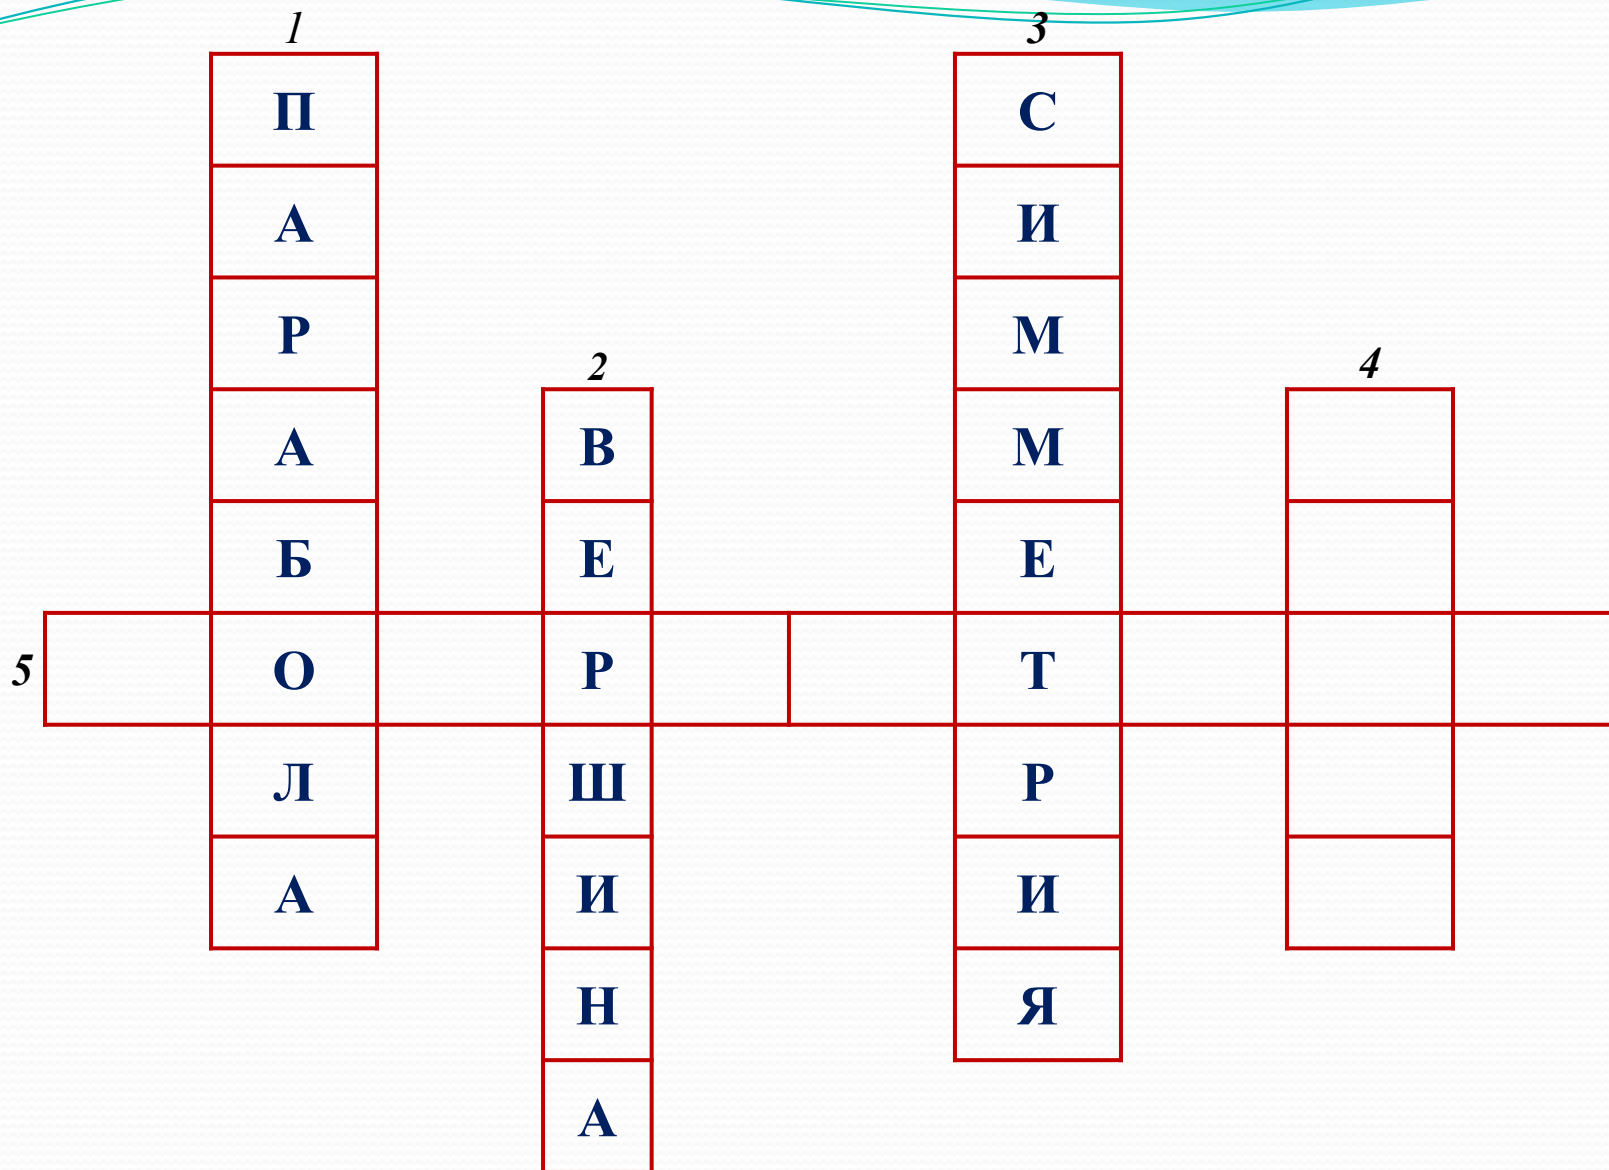 1 3
П С
А И
Р М
2 4
А В М
Б Е Е
5 О Р Т
Л Ш Р
А И И
Н Я
А